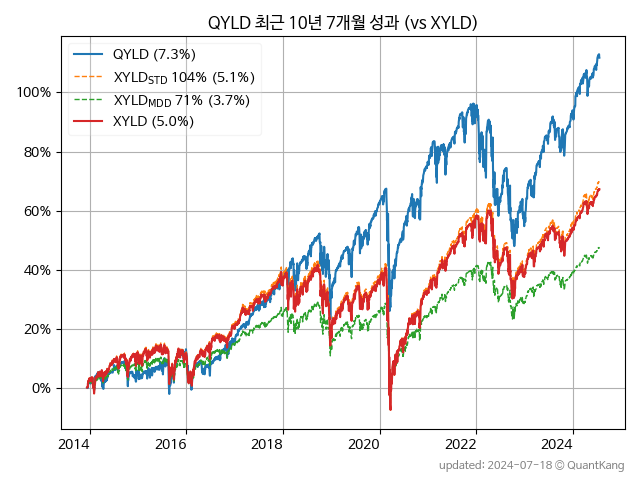 QYLD 최근 10년 7개월 성과 (vs XYLD)
QYLD (7.3%)
XYLD_STD 104% (5.1%)
XYLD_MDD 71% (3.7%)
XYLD (5.0%)
100%
80%
60%
40%
20%
0%
2014 2016 2018 2020 2022 2024
updated: 2024-07-18 © QuantKang